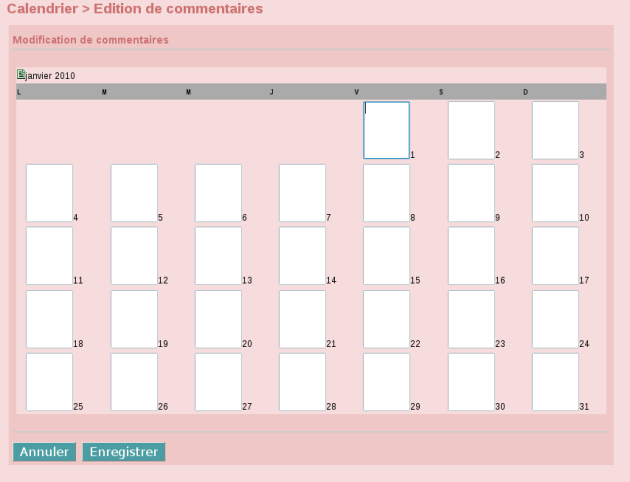 Calendrier > Edition de commentaires
Modification de commentaires
janvier 2010
L M M J V S D
1 2 3
4 5 6 7 8 9 10
11 12 13 14 15 16 17
18 19 20 21 22 23 24
25 26 27 28 29 30 31
Annuler Enregistrer